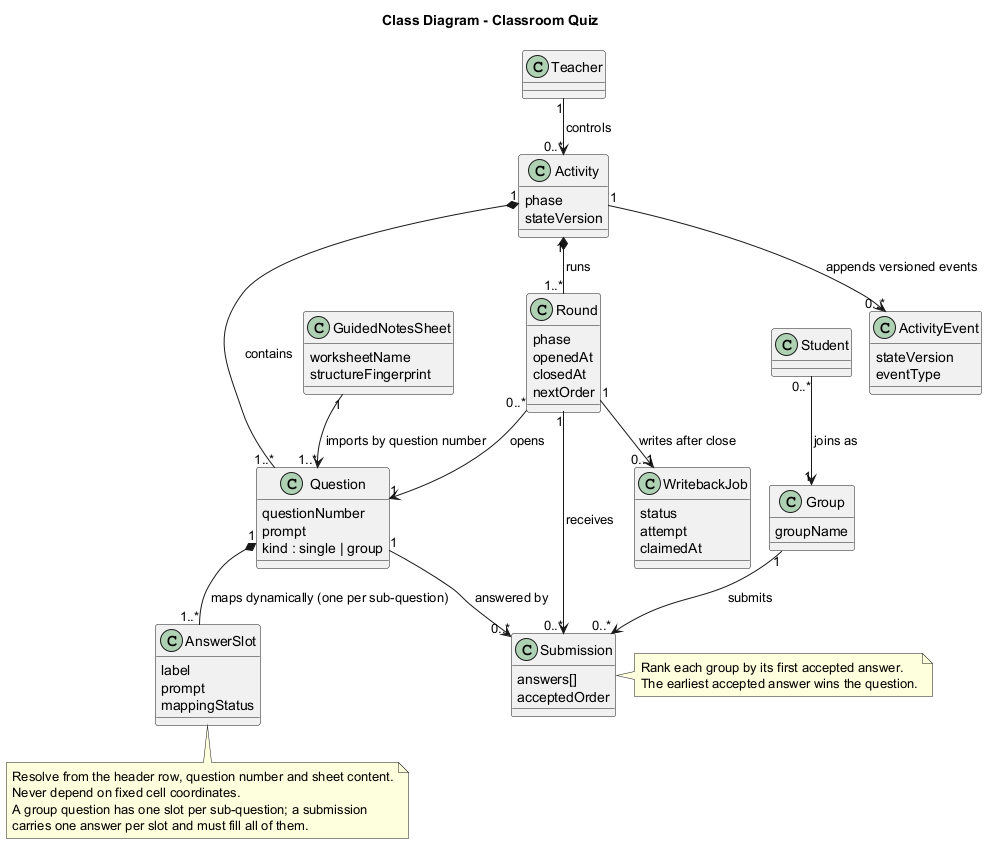 Class Diagram - Classroom Quiz
C Teacher
1
controls
0..*
C Activity
phase
stateVersion
1
1
1
contains
runs
appends versioned events
1..*
0..*
C GuidedNotesSheet
worksheetName
structureFingerprint
C Round
phase
openedAt
closedAt
nextOrder
C Student
C ActivityEvent
stateVersion
eventType
1
0..*
1
1
0..*
imports by question number
opens
writes after close
joins as
1..*
1..*
1
0..1
1
C Question
questionNumber
prompt
kind : single | group
C WritebackJob
status
attempt
claimedAt
C Group
groupName
receives
1
1
1
maps dynamically (one per sub-question)
answered by
submits
1..*
0..*
0..*
0..*
C AnswerSlot
label
prompt
mappingStatus
C Submission
answers[]
acceptedOrder
Rank each group by its first accepted answer.
The earliest accepted answer wins the question.
Resolve from the header row, question number and sheet content.
Never depend on fixed cell coordinates.
A group question has one slot per sub-question; a submission
carries one answer per slot and must fill all of them.